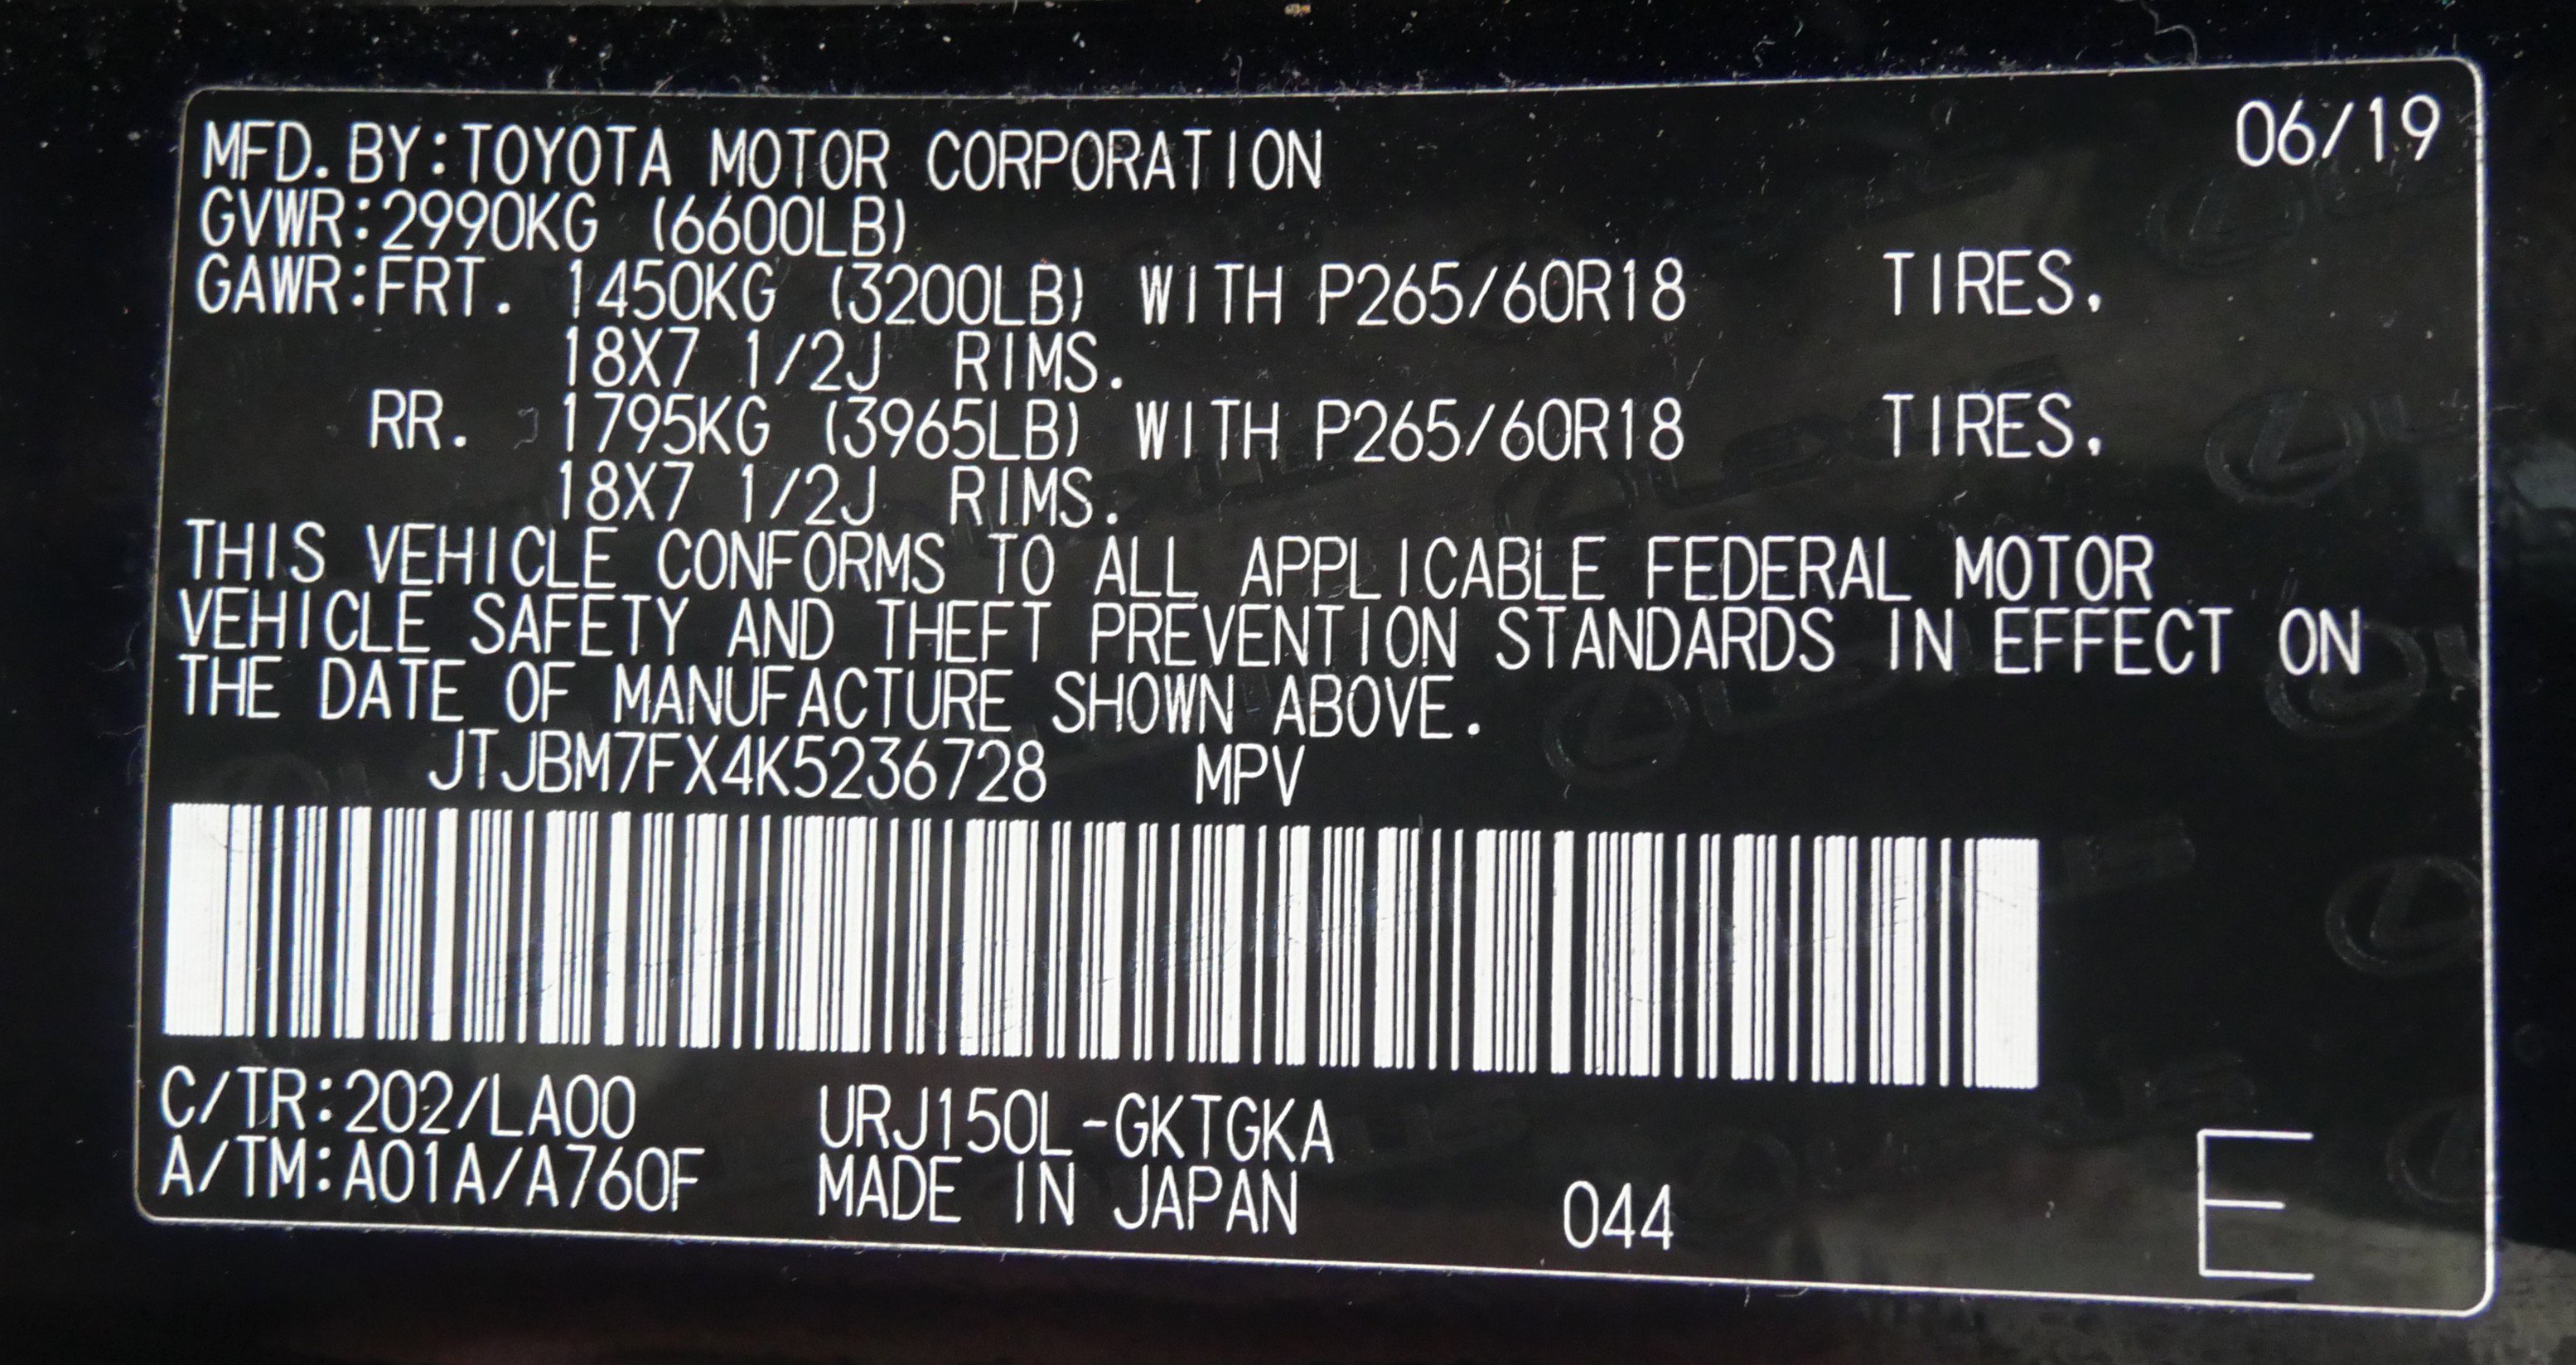 06/19
MFD.BY:TOYOTA MOTOR CORPORATION
GVWR:2990KG (6600LB)
GAWR:FRT. 1450KG (3200LB) WITH P265/60R18 TIRES,
18X7 1/2J RIMS.
RR. 1795KG (3965LB) WITH P265/60R18 TIRES,
18X7 1/2J RIMS.
THIS VEHICLE CONFORMS TO ALL APPLICABLE FEDERAL MOTOR
VEHICLE SAFETY AND THEFT PREVENTION STANDARDS IN EFFECT ON
THE DATE OF MANUFACTURE SHOWN ABOVE.
JTJBM7FX4K5236728 MPV
C/TR:202/LA00 URJ150L-GKTGKA
A/TM:A01A/A760F MADE IN JAPAN 044 E